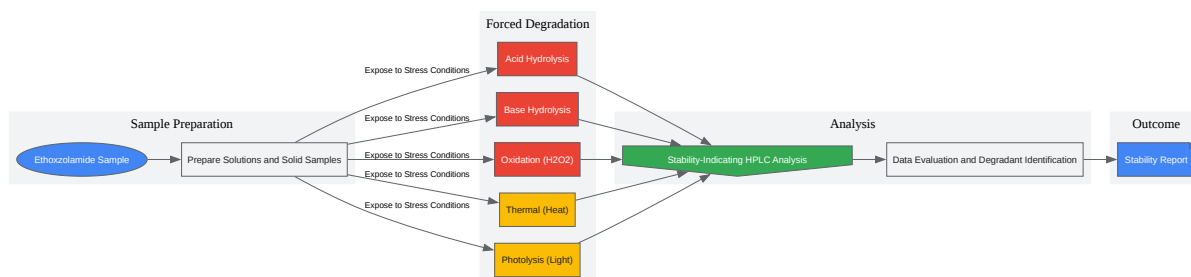 Forced Degradation
Acid Hydrolysis
Expose to Stress Conditions
Base Hydrolysis
Expose to Stress Conditions
Sample Preparation
Analysis
Outcome
Ethoxzolamide Sample
Prepare Solutions and Solid Samples
Expose to Stress Conditions
Oxidation (H2O2)
Stability-Indicating HPLC Analysis
Data Evaluation and Degradant Identification
Stability Report
Expose to Stress Conditions
Thermal (Heat)
Expose to Stress Conditions
Photolysis (Light)